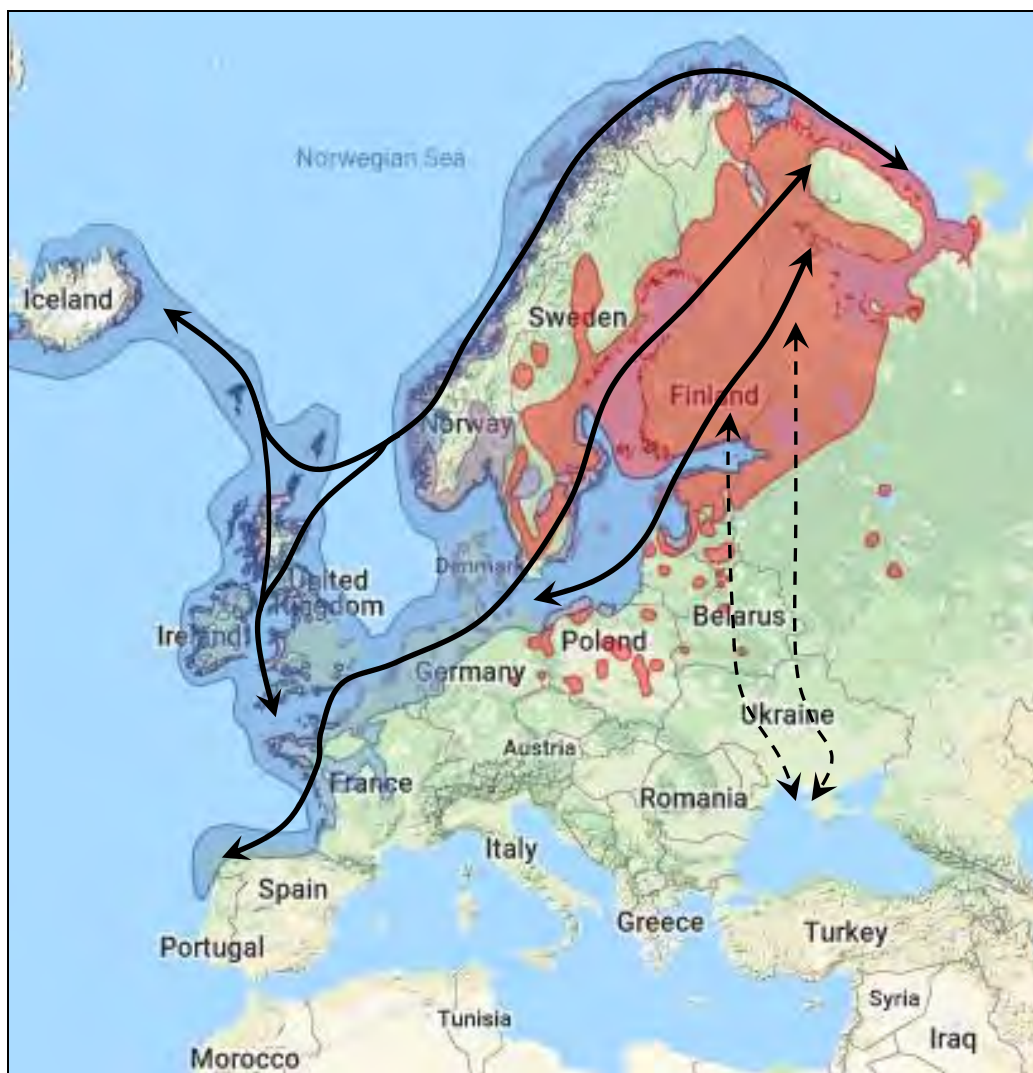 Norwegian Sea
Iceland
Sweden
Finland
Norway
Denmark
United
Kingdom
Ireland
Belarus
Poland
Germany
Ukraine
Austria
France
Romania
Italy
Spain
Greece
Turkey
Portugal
Syria
Tunisia
Iraq
Morocco